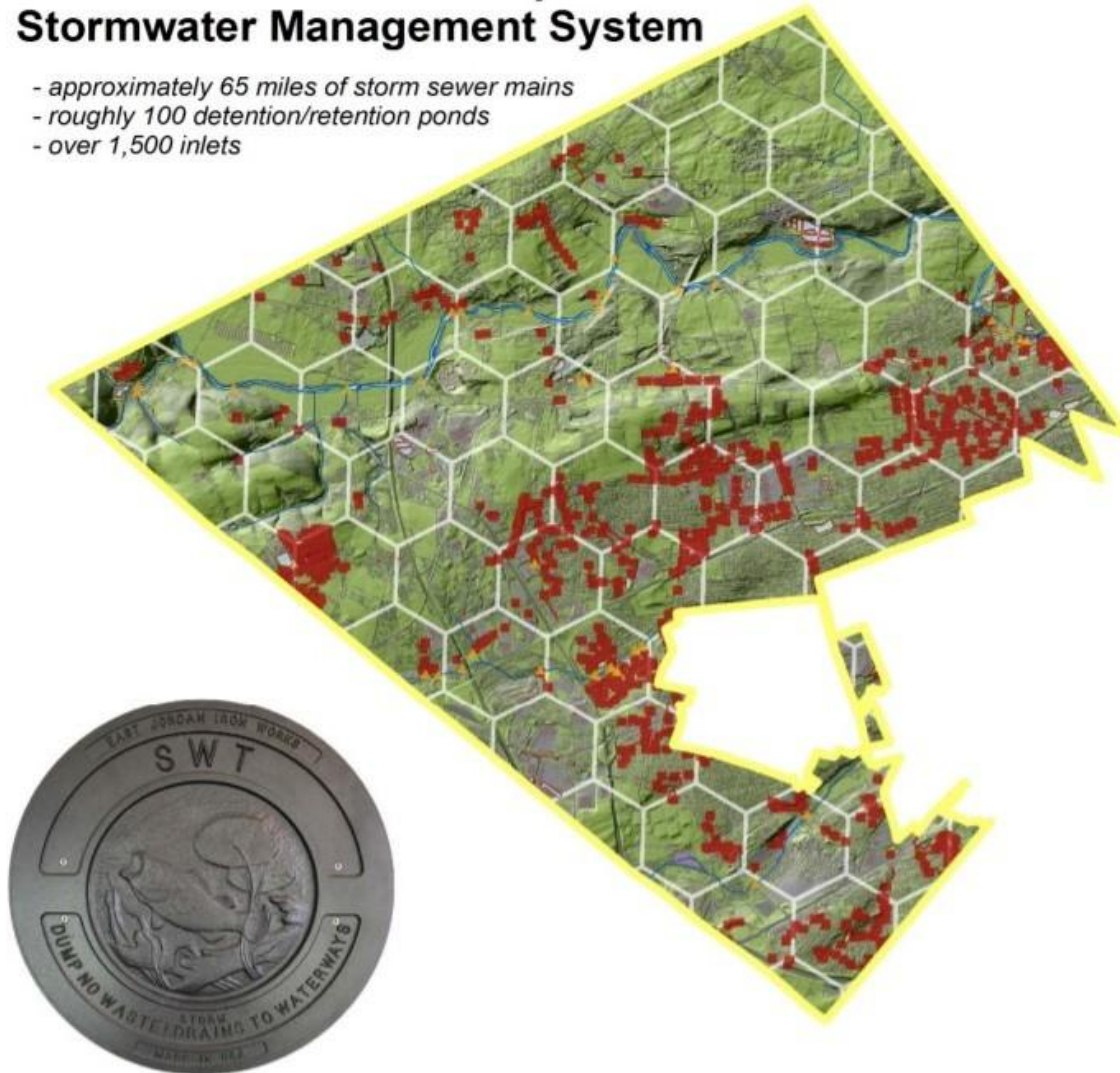 Stormwater Management System
- approximately 65 miles of storm sewer mains
- roughly 100 detention/retention ponds
- over 1,500 inlets
EAST JORDAN IRON WORKS
SWT
STORM
DUMP NO WASTE! DRAINS TO WATERWAYS
MADE IN USA